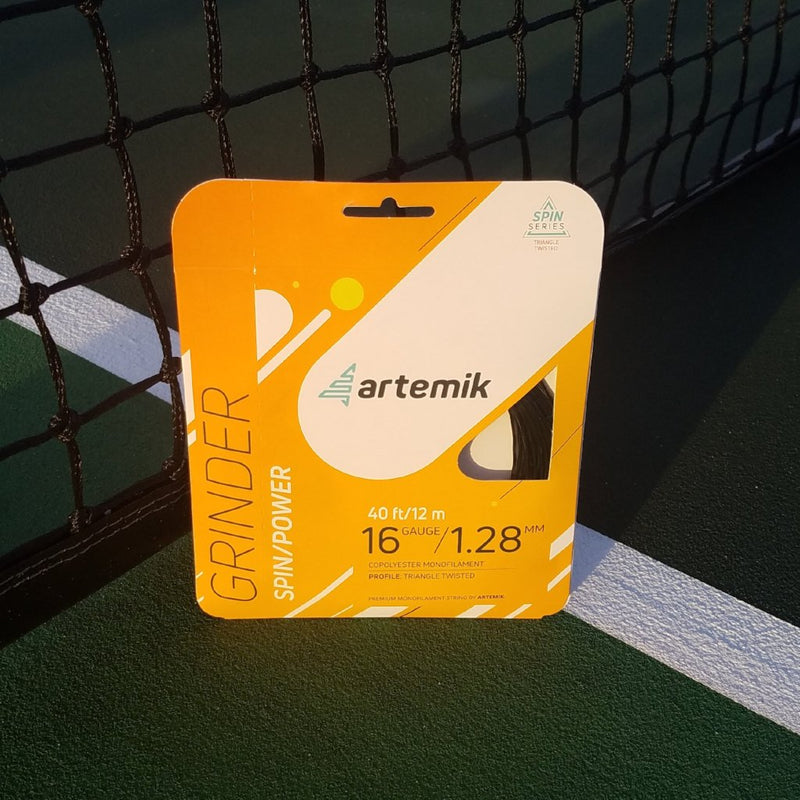 SPIN
SERIES
TRIANGLE
TWISTED
artemik
GRINDER
SPIN/POWER
40 ft/12 m
16 GAUGE/1.28 MM
COPOLYESTER MONOFILAMENT
PROFILE: TRIANGLE TWISTED
PREMIUM MONOFILAMENT STRING BY ARTEMIK.